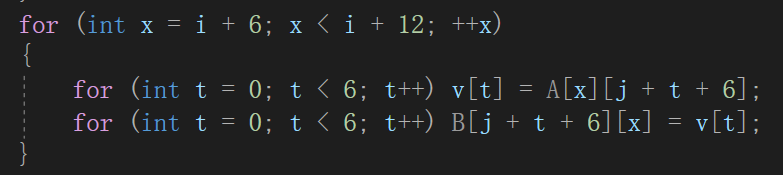 for (int x = i + 6; x < i + 12; ++x)
{
    for (int t = 0; t < 6; t++) v[t] = A[x][j + t + 6];
    for (int t = 0; t < 6; t++) B[j + t + 6][x] = v[t];
}